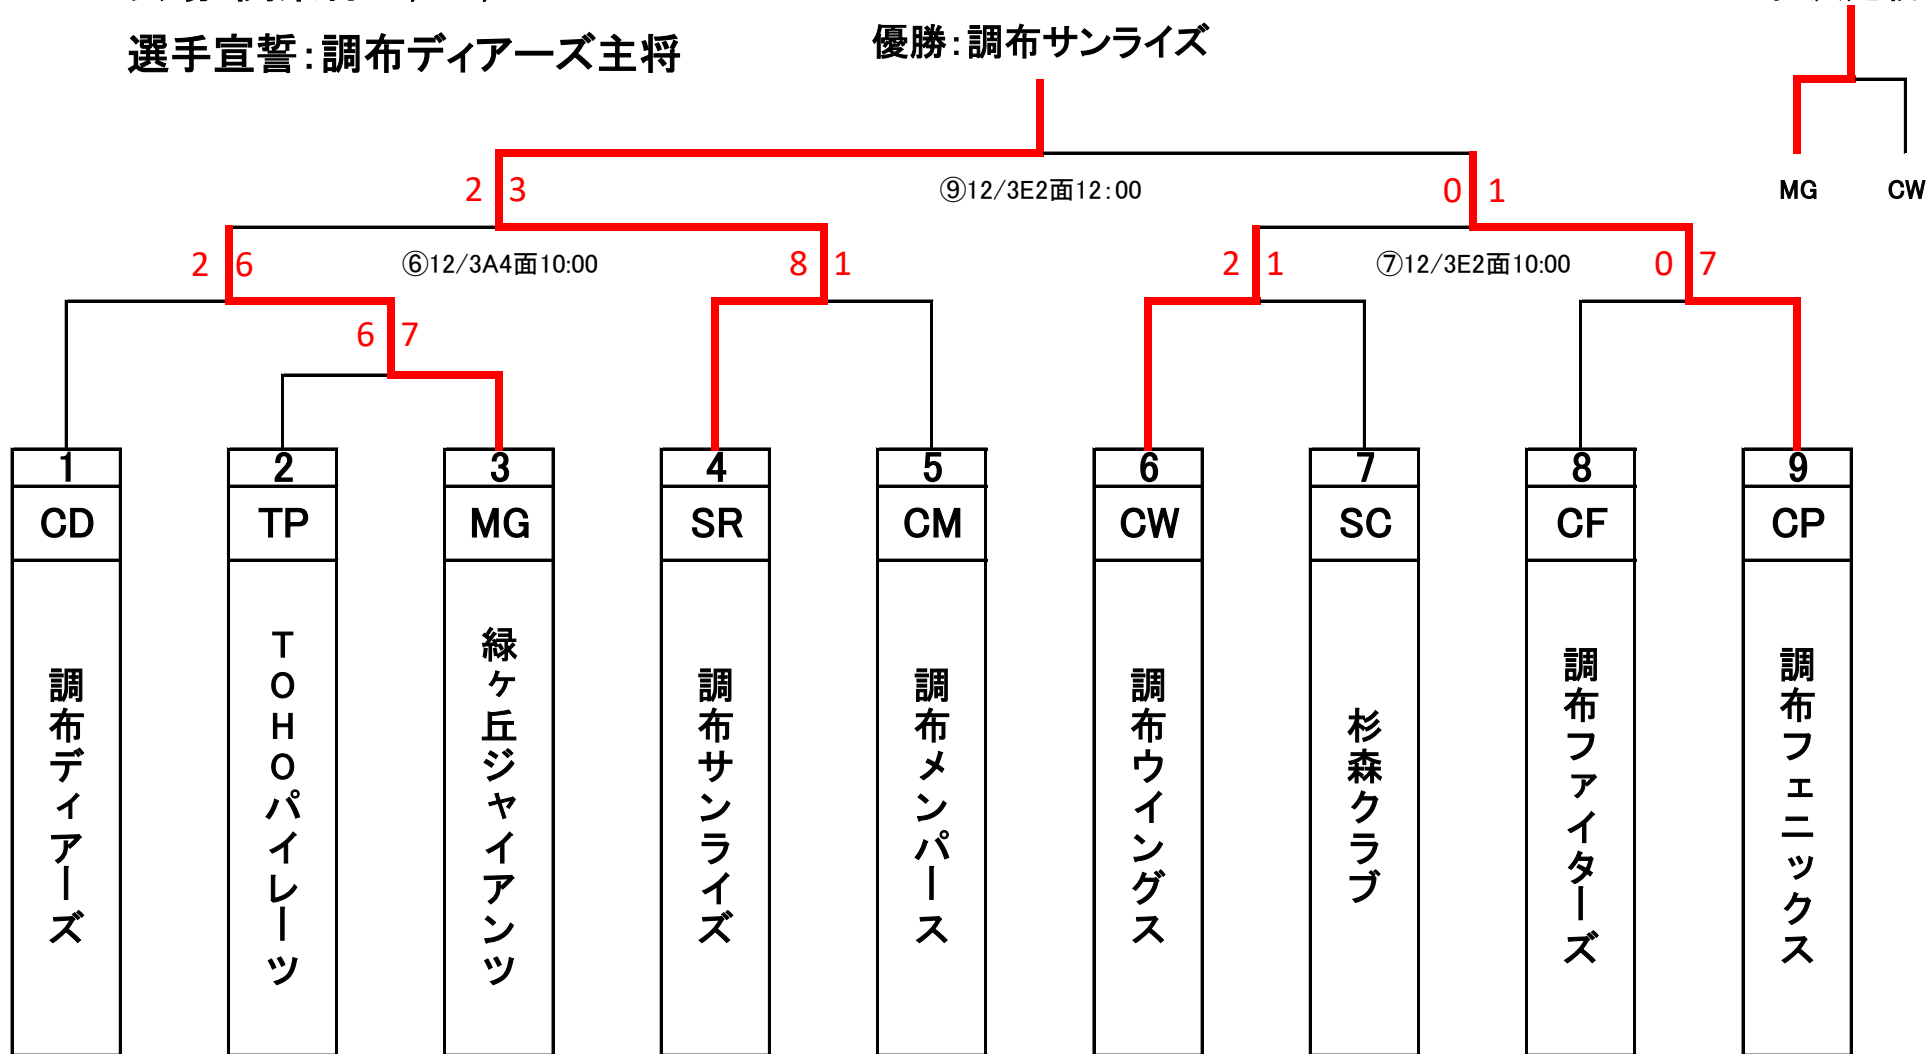 選手宣誓：調布ディアーズ主将
優勝：調布サンライズ
2 3
⑨12/3E2面12：00
0 1
MG CW
2 6
⑥12/3A4面10:00
8 1
2 1
⑦12/3E2面10:00
0 7
6 7
1 2 3 4 5 6 7 8 9
CD TP MG SR CM CW SC CF CP
調布ディアーズ
TOHOパイレーツ
緑ヶ丘ジャイアンツ
調布サンライズ
調布メンパース
調布ウイングス
杉森クラブ
調布ファイターズ
調布フェニックス